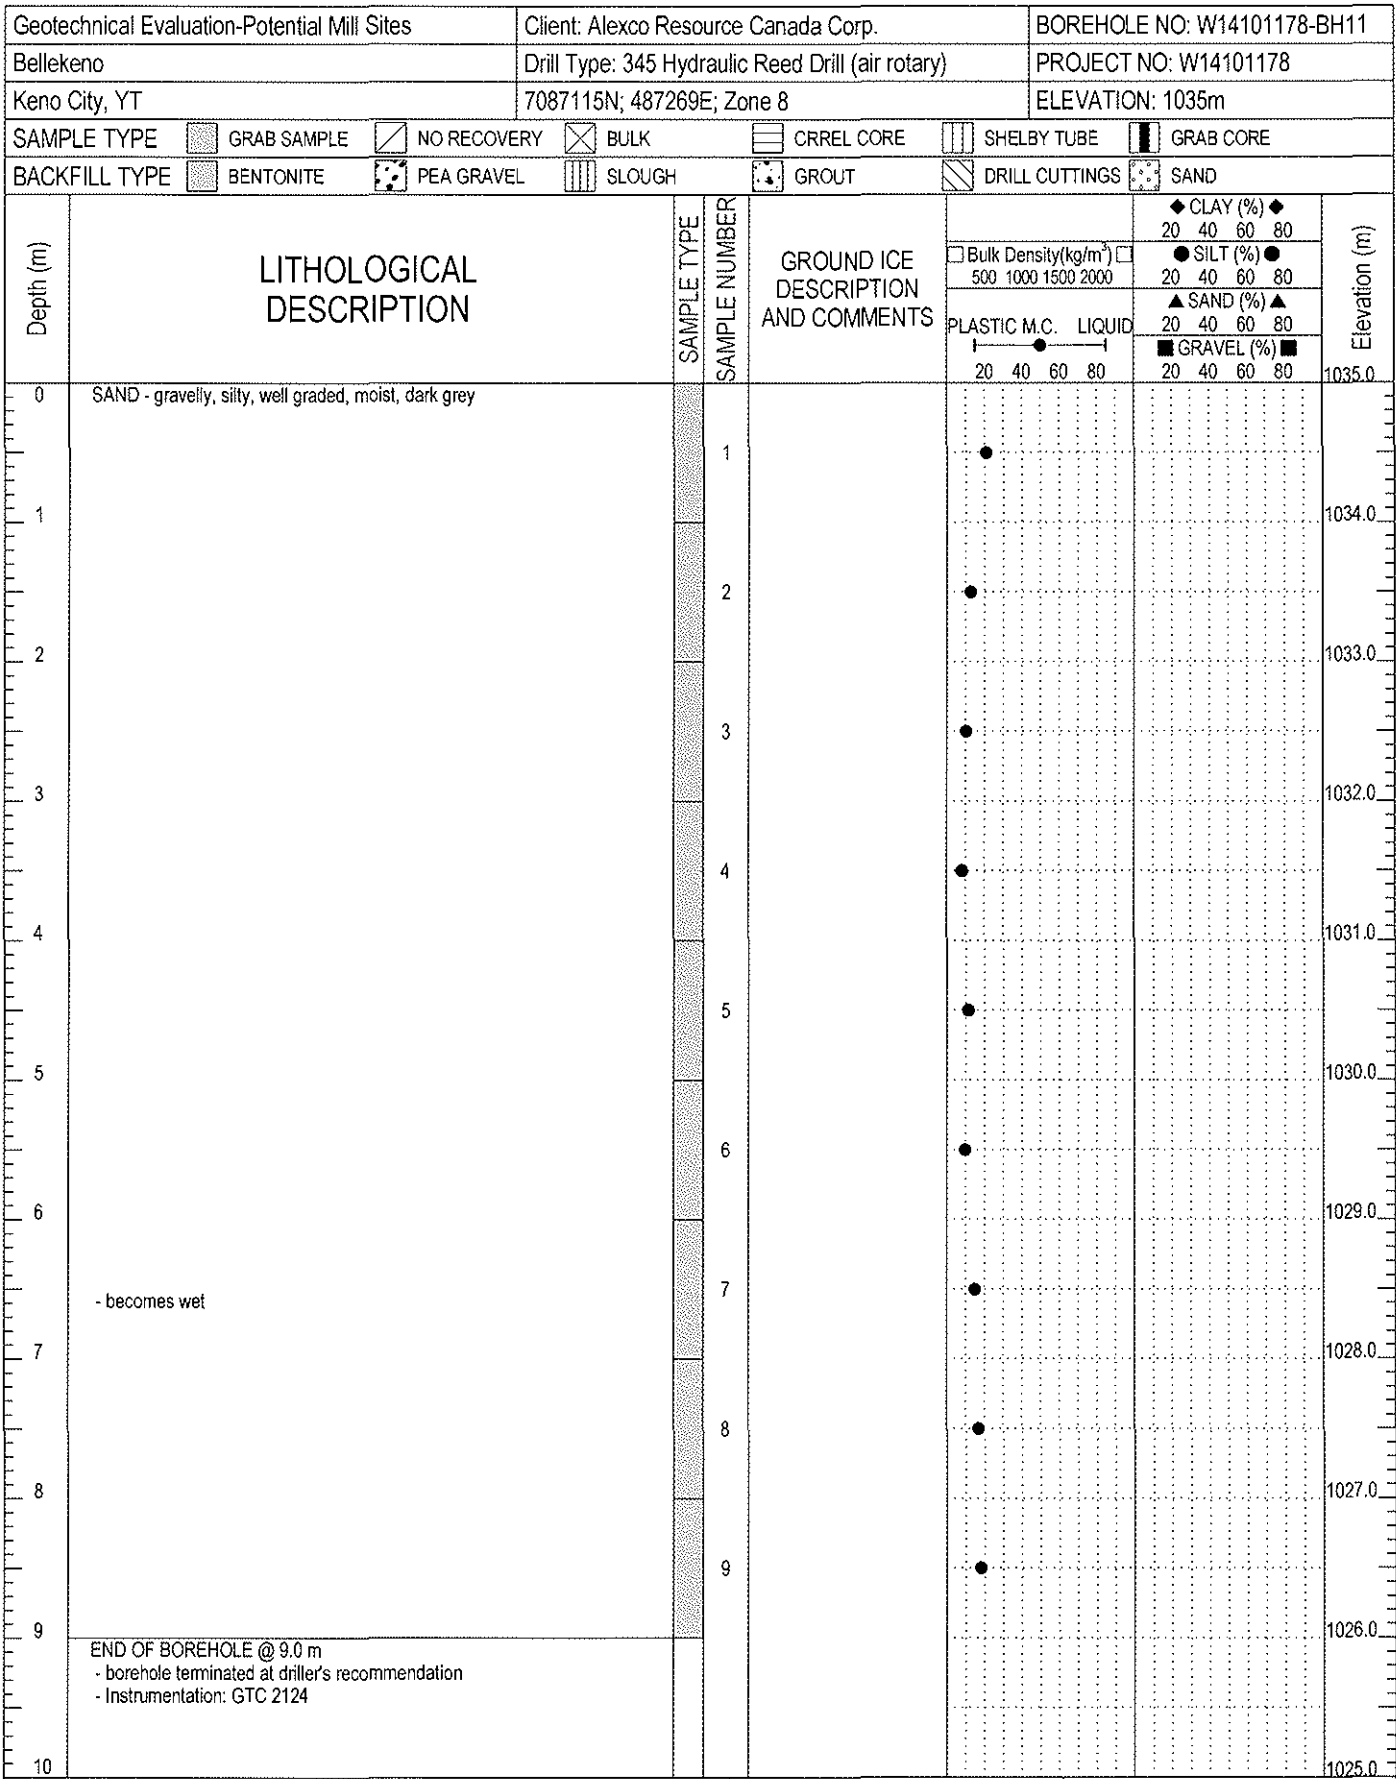 Geotechnical Evaluation-Potential Mill Sites
Client: Alexco Resource Canada Corp.
BOREHOLE NO: W14101178-BH11
Bellekeno
Drill Type: 345 Hydraulic Reed Drill (air rotary)
PROJECT NO: W14101178
Keno City, YT
7087115N; 487269E; Zone 8
ELEVATION: 1035m
SAMPLE TYPE GRAB SAMPLE NO RECOVERY BULK CRREL CORE SHELBY TUBE GRAB CORE
BACKFILL TYPE BENTONITE PEA GRAVEL SLOUGH GROUT DRILL CUTTINGS SAND
Depth (m)
LITHOLOGICAL
DESCRIPTION
SAMPLE TYPE
SAMPLE NUMBER
GROUND ICE
DESCRIPTION
AND COMMENTS
Bulk Density(kg/m³)
500 1000 1500 2000
PLASTIC M.C. LIQUID
20 40 60 80
◆ CLAY (%) ◆
20 40 60 80
● SILT (%) ●
20 40 60 80
▲ SAND (%) ▲
20 40 60 80
■ GRAVEL (%) ■
20 40 60 80
Elevation (m)
1035.0
0
SAND - gravelly, silty, well graded, moist, dark grey
1
1
1034.0
2
2
1033.0
3
3
1032.0
4
4
1031.0
5
5
1030.0
6
6
1029.0
7
- becomes wet
7
1028.0
8
8
1027.0
9
9
1026.0
END OF BOREHOLE @ 9.0 m
- borehole terminated at driller's recommendation
- Instrumentation: GTC 2124
10
1025.0